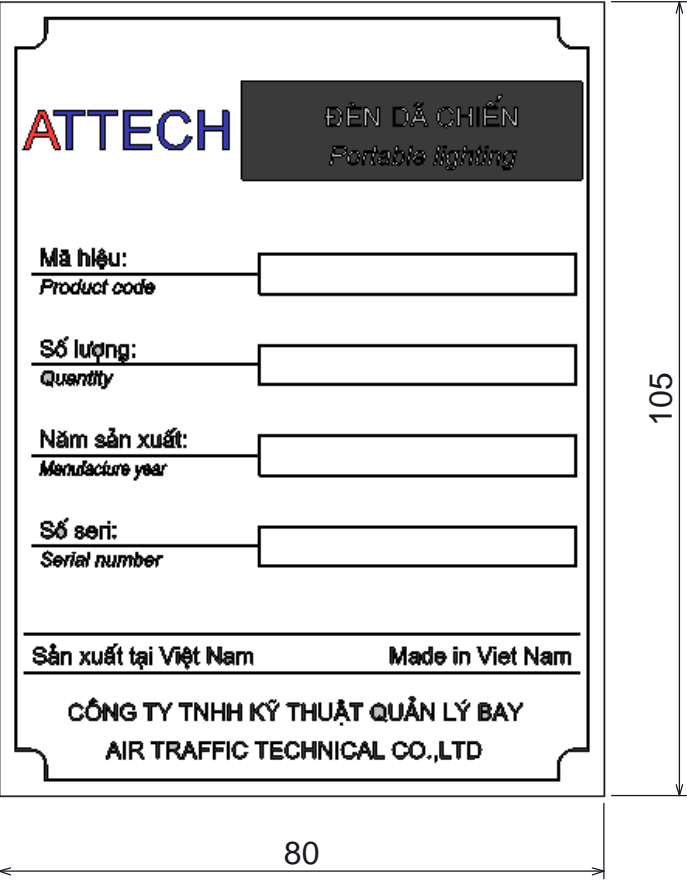 ATTECH
ĐÈN DÃ CHIẾN
Portable lighting
Mã hiệu:
Product code
Số lượng:
Quantity
Năm sản xuất:
Manufacture year
Số seri:
Serial number
Sản xuất tại Việt Nam
Made in Viet Nam
CÔNG TY TNHH KỸ THUẬT QUẢN LÝ BAY
AIR TRAFFIC TECHNICAL CO.,LTD
105
80